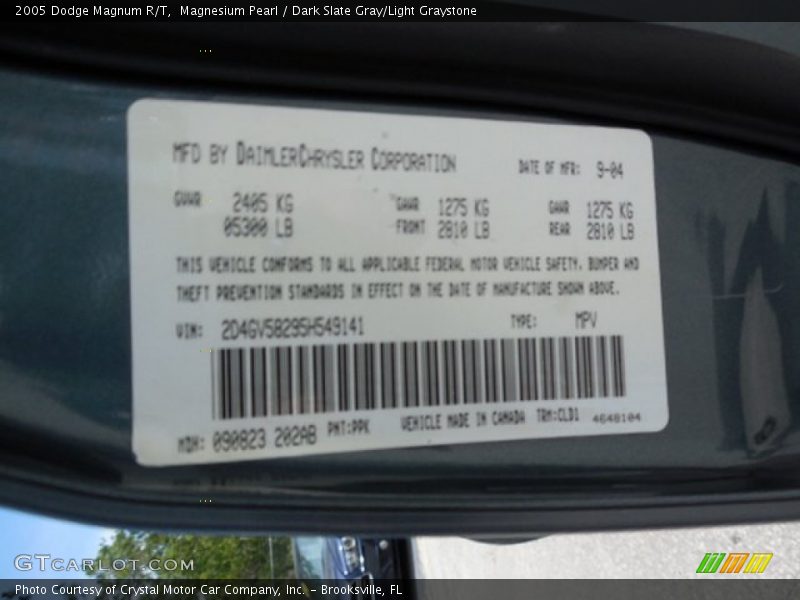 2005 Dodge Magnum R/T, Magnesium Pearl / Dark Slate Gray/Light Graystone
MFD BY DAIMLERCHRYSLER CORPORATION DATE OF MFR: 9-04
GVWR 2405 KG GAWR 1275 KG GAWR 1275 KG
05300 LB FRONT 2810 LB REAR 2810 LB
THIS VEHICLE CONFORMS TO ALL APPLICABLE FEDERAL MOTOR VEHICLE SAFETY, BUMPER AND
THEFT PREVENTION STANDARDS IN EFFECT ON THE DATE OF MANUFACTURE SHOWN ABOVE.
VIN: 2D4GV58295H549141 TYPE: MPV
MDH: 090823 202AB PNT:PPK VEHICLE MADE IN CANADA TRM:CLD1 4648104
GTCARLOT.COM
Photo Courtesy of Crystal Motor Car Company, Inc. – Brooksville, FL